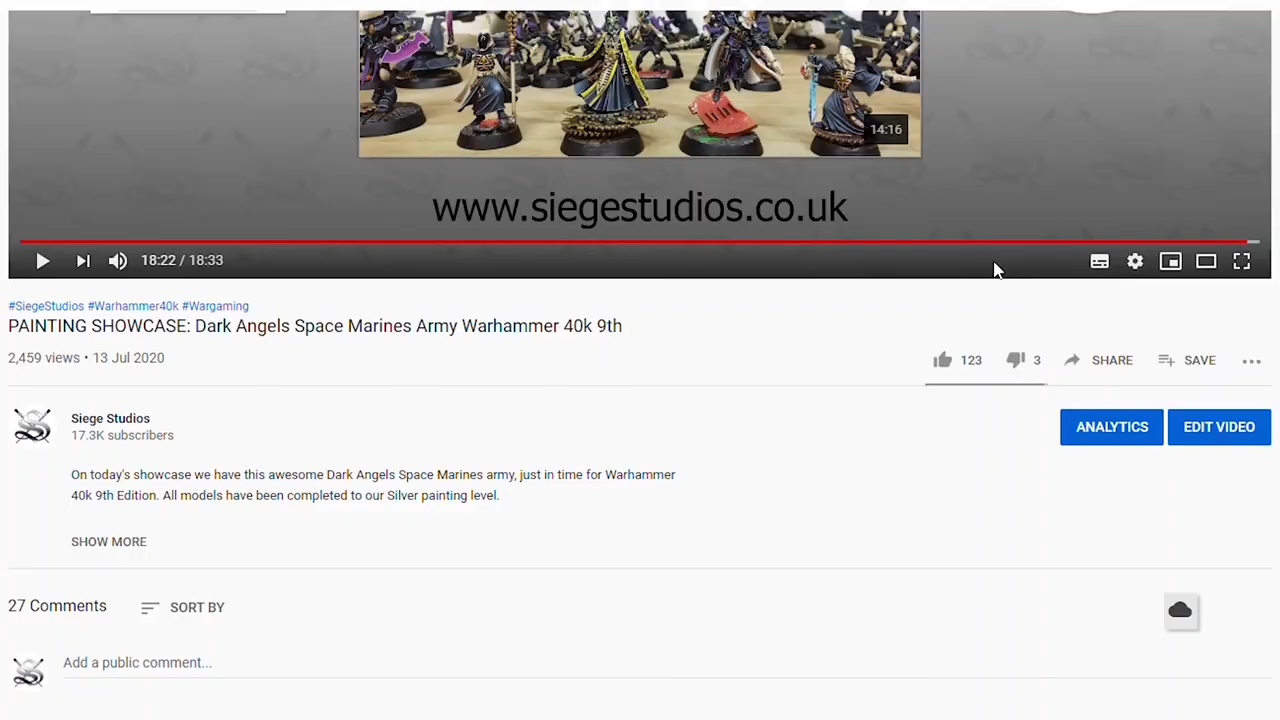 14:16
www.siegestudios.co.uk
18:22 / 18:33
#SiegeStudios #Warhammer40k #Wargaming
PAINTING SHOWCASE: Dark Angels Space Marines Army Warhammer 40k 9th
2,459 views • 13 Jul 2020
123 3 SHARE SAVE
Siege Studios
17.3K subscribers
ANALYTICS EDIT VIDEO
On today's showcase we have this awesome Dark Angels Space Marines army, just in time for Warhammer
40k 9th Edition. All models have been completed to our Silver painting level.
SHOW MORE
27 Comments SORT BY
Add a public comment...